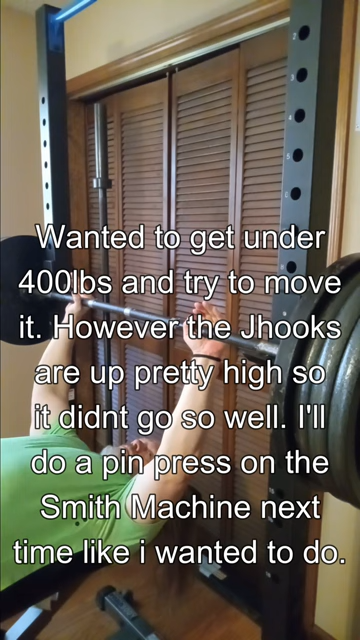 Wanted to get under
400lbs and try to move
it. However the Jhooks
are up pretty high so
it didnt go so well. I'll
do a pin press on the
Smith Machine next
time like i wanted to do.